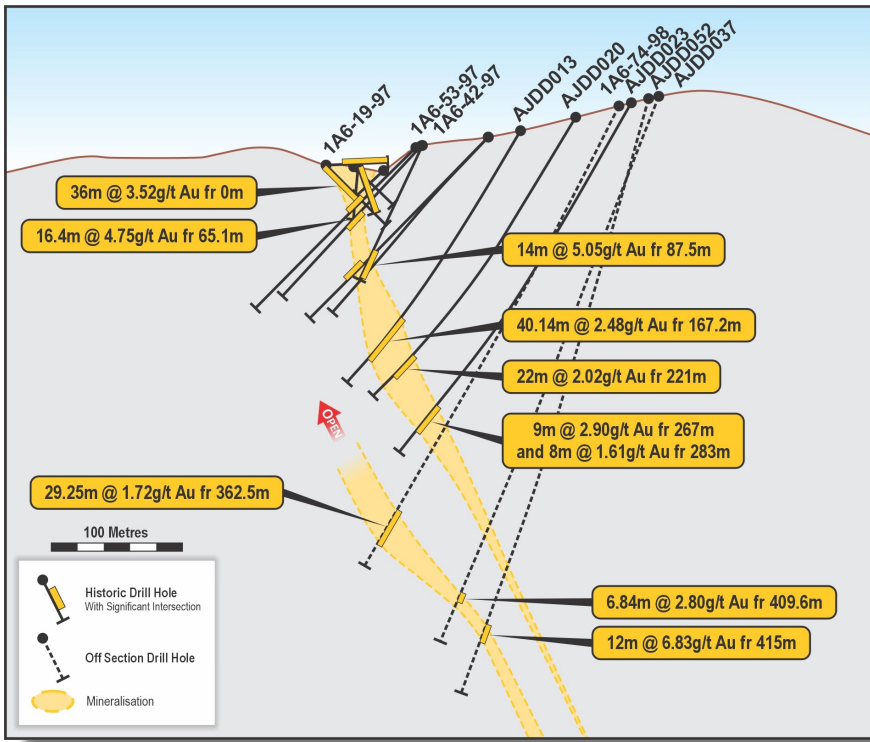 1A6-19-97
1A6-53-97
1A6-42-97
AJDD013
AJDD020
1A6-74-98
AJDD023
AJDD052
AJDD037
36m @ 3.52g/t Au fr 0m
16.4m @ 4.75g/t Au fr 65.1m
14m @ 5.05g/t Au fr 87.5m
40.14m @ 2.48g/t Au fr 167.2m
22m @ 2.02g/t Au fr 221m
9m @ 2.90g/t Au fr 267m
and 8m @ 1.61g/t Au fr 283m
OPEN
29.25m @ 1.72g/t Au fr 362.5m
6.84m @ 2.80g/t Au fr 409.6m
12m @ 6.83g/t Au fr 415m
100 Metres
Historic Drill Hole
With Significant Intersection
Off Section Drill Hole
Mineralisation